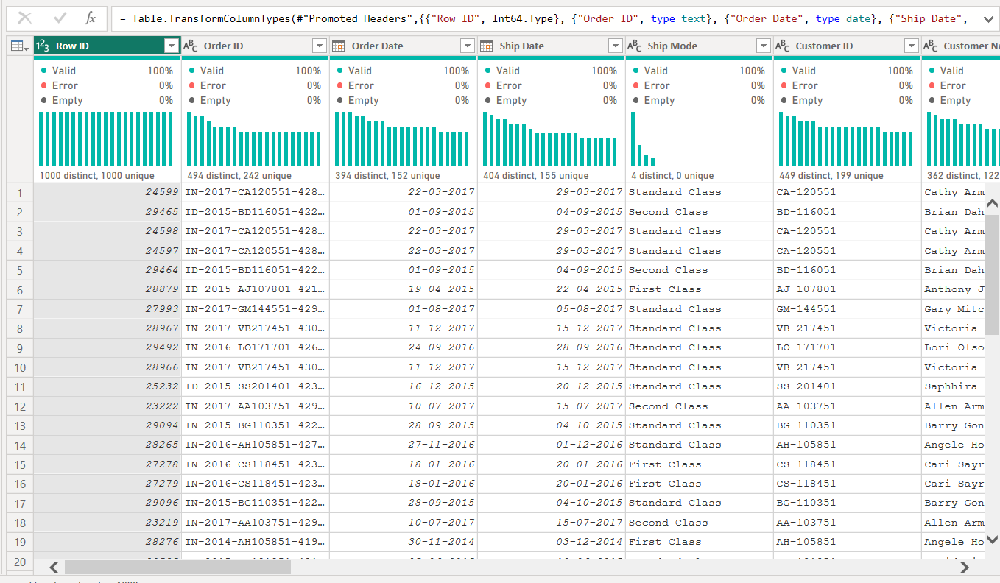 fx = Table.TransformColumnTypes(#"Promoted Headers",{{"Row ID", Int64.Type}, {"Order ID", type text}, {"Order Date", type date}, {"Ship Date",
1²3 Row ID ABC Order ID Order Date Ship Date ABC Ship Mode ABC Customer ID ABC Customer Na
Valid 100% Valid 100% Valid 100% Valid 100% Valid 100% Valid 100% Valid
Error 0% Error 0% Error 0% Error 0% Error 0% Error 0% Error
Empty 0% Empty 0% Empty 0% Empty 0% Empty 0% Empty 0% Empty
1000 distinct, 1000 unique 494 distinct, 242 unique 394 distinct, 152 unique 404 distinct, 155 unique 4 distinct, 0 unique 449 distinct, 199 unique 362 distinct, 122
1 24599 IN-2017-CA120551-428... 22-03-2017 29-03-2017 Standard Class CA-120551 Cathy Arm
2 29465 ID-2015-BD116051-422... 01-09-2015 04-09-2015 Second Class BD-116051 Brian Dah
3 24598 IN-2017-CA120551-428... 22-03-2017 29-03-2017 Standard Class CA-120551 Cathy Arm
4 24597 IN-2017-CA120551-428... 22-03-2017 29-03-2017 Standard Class CA-120551 Cathy Arm
5 29464 ID-2015-BD116051-422... 01-09-2015 04-09-2015 Second Class BD-116051 Brian Dah
6 28879 ID-2015-AJ107801-421... 19-04-2015 22-04-2015 First Class AJ-107801 Anthony J
7 27993 IN-2017-GM144551-429... 01-08-2017 05-08-2017 Standard Class GM-144551 Gary Mitc
8 28967 IN-2017-VB217451-430... 11-12-2017 15-12-2017 Standard Class VB-217451 Victoria
9 29492 IN-2016-LO171701-426... 24-09-2016 28-09-2016 Standard Class LO-171701 Lori Olso
10 28966 IN-2017-VB217451-430... 11-12-2017 15-12-2017 Standard Class VB-217451 Victoria
11 25232 ID-2015-SS201401-423... 16-12-2015 20-12-2015 Standard Class SS-201401 Saphhira
12 23222 IN-2017-AA103751-429... 10-07-2017 15-07-2017 Second Class AA-103751 Allen Arm
13 29094 IN-2015-BG110351-422... 28-09-2015 04-10-2015 Standard Class BG-110351 Barry Gon
14 28265 IN-2016-AH105851-427... 27-11-2016 01-12-2016 Standard Class AH-105851 Angele Ho
15 27278 IN-2016-CS118451-423... 18-01-2016 20-01-2016 First Class CS-118451 Cari Sayr
16 27279 IN-2016-CS118451-423... 18-01-2016 20-01-2016 First Class CS-118451 Cari Sayr
17 29096 IN-2015-BG110351-422... 28-09-2015 04-10-2015 Standard Class BG-110351 Barry Gon
18 23219 IN-2017-AA103751-429... 10-07-2017 15-07-2017 Second Class AA-103751 Allen Arm
19 28276 IN-2014-AH105851-419... 30-11-2014 03-12-2014 First Class AH-105851 Angele Ho
20